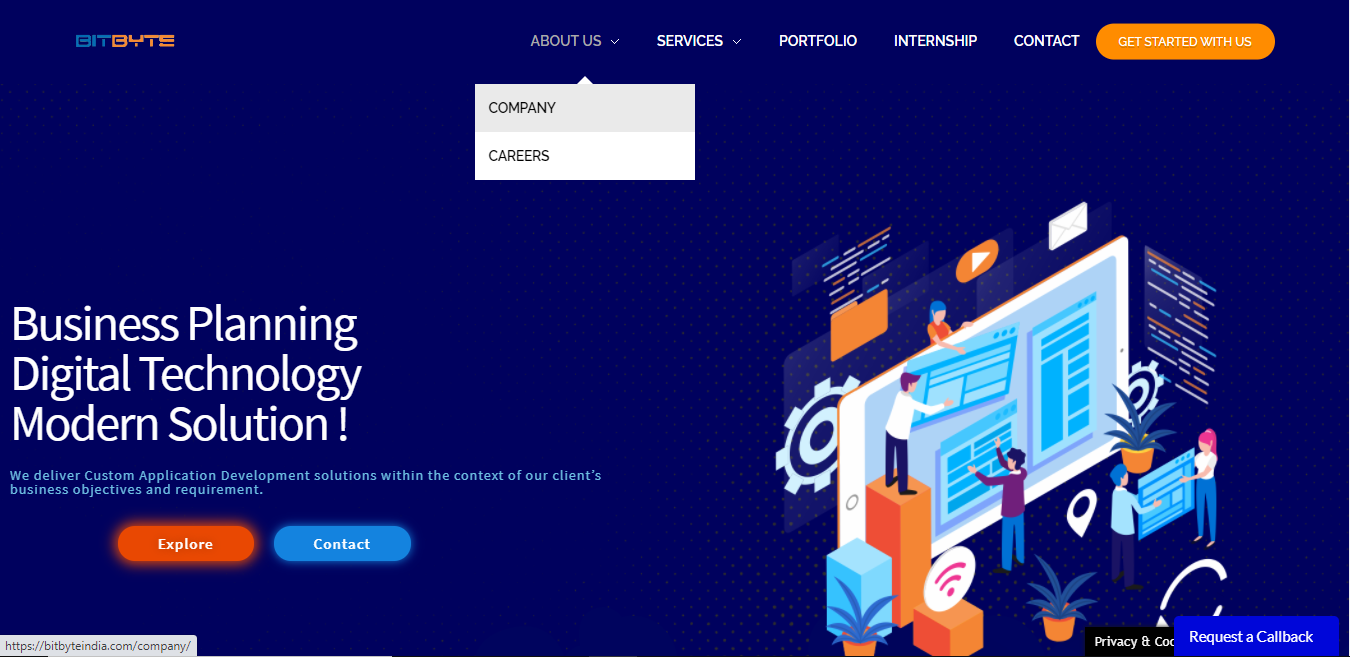 BITBYTE
ABOUT US
SERVICES
PORTFOLIO
INTERNSHIP
CONTACT
GET STARTED WITH US
COMPANY
CAREERS
Business Planning
Digital Technology
Modern Solution !
We deliver Custom Application Development solutions within the context of our client’s
business objectives and requirement.
Explore
Contact
https://bitbyteindia.com/company/
Privacy &
Request a Callback